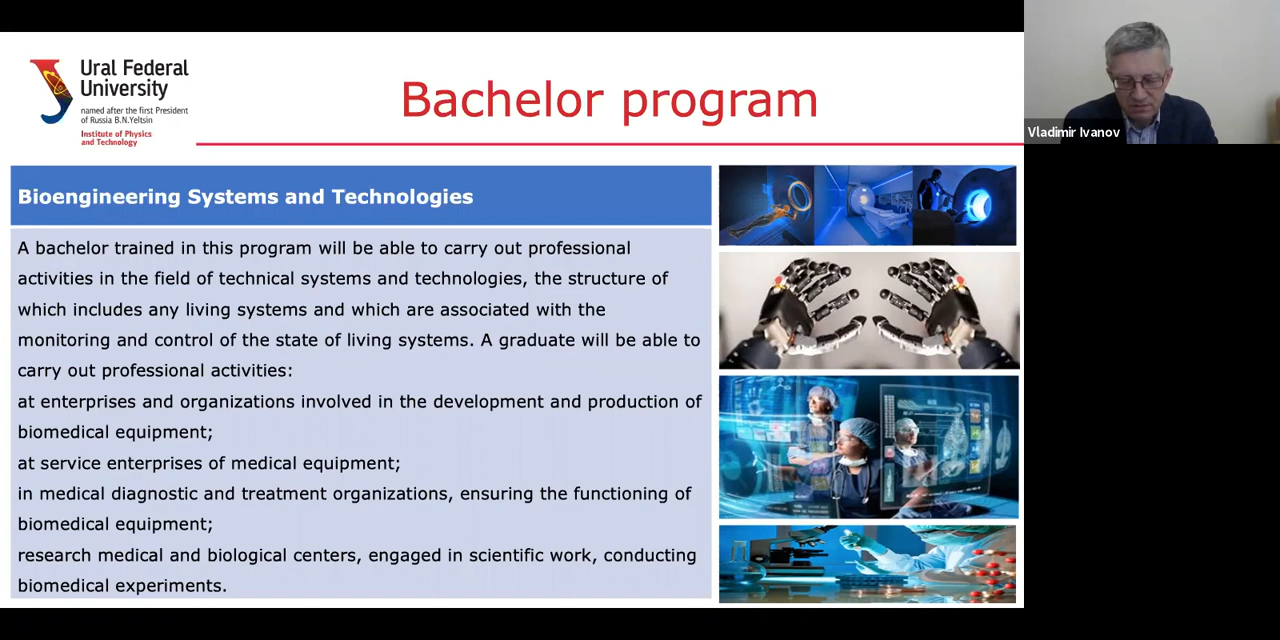 Ural Federal
University
named after the first President
of Russia B.N.Yeltsin
Institute of Physics
and Technology
Bachelor program
Vladimir Ivanov
Bioengineering Systems and Technologies
A bachelor trained in this program will be able to carry out professional
activities in the field of technical systems and technologies, the structure of
which includes any living systems and which are associated with the
monitoring and control of the state of living systems. A graduate will be able to
carry out professional activities:
at enterprises and organizations involved in the development and production of
biomedical equipment;
at service enterprises of medical equipment;
in medical diagnostic and treatment organizations, ensuring the functioning of
biomedical equipment;
research medical and biological centers, engaged in scientific work, conducting
biomedical experiments.